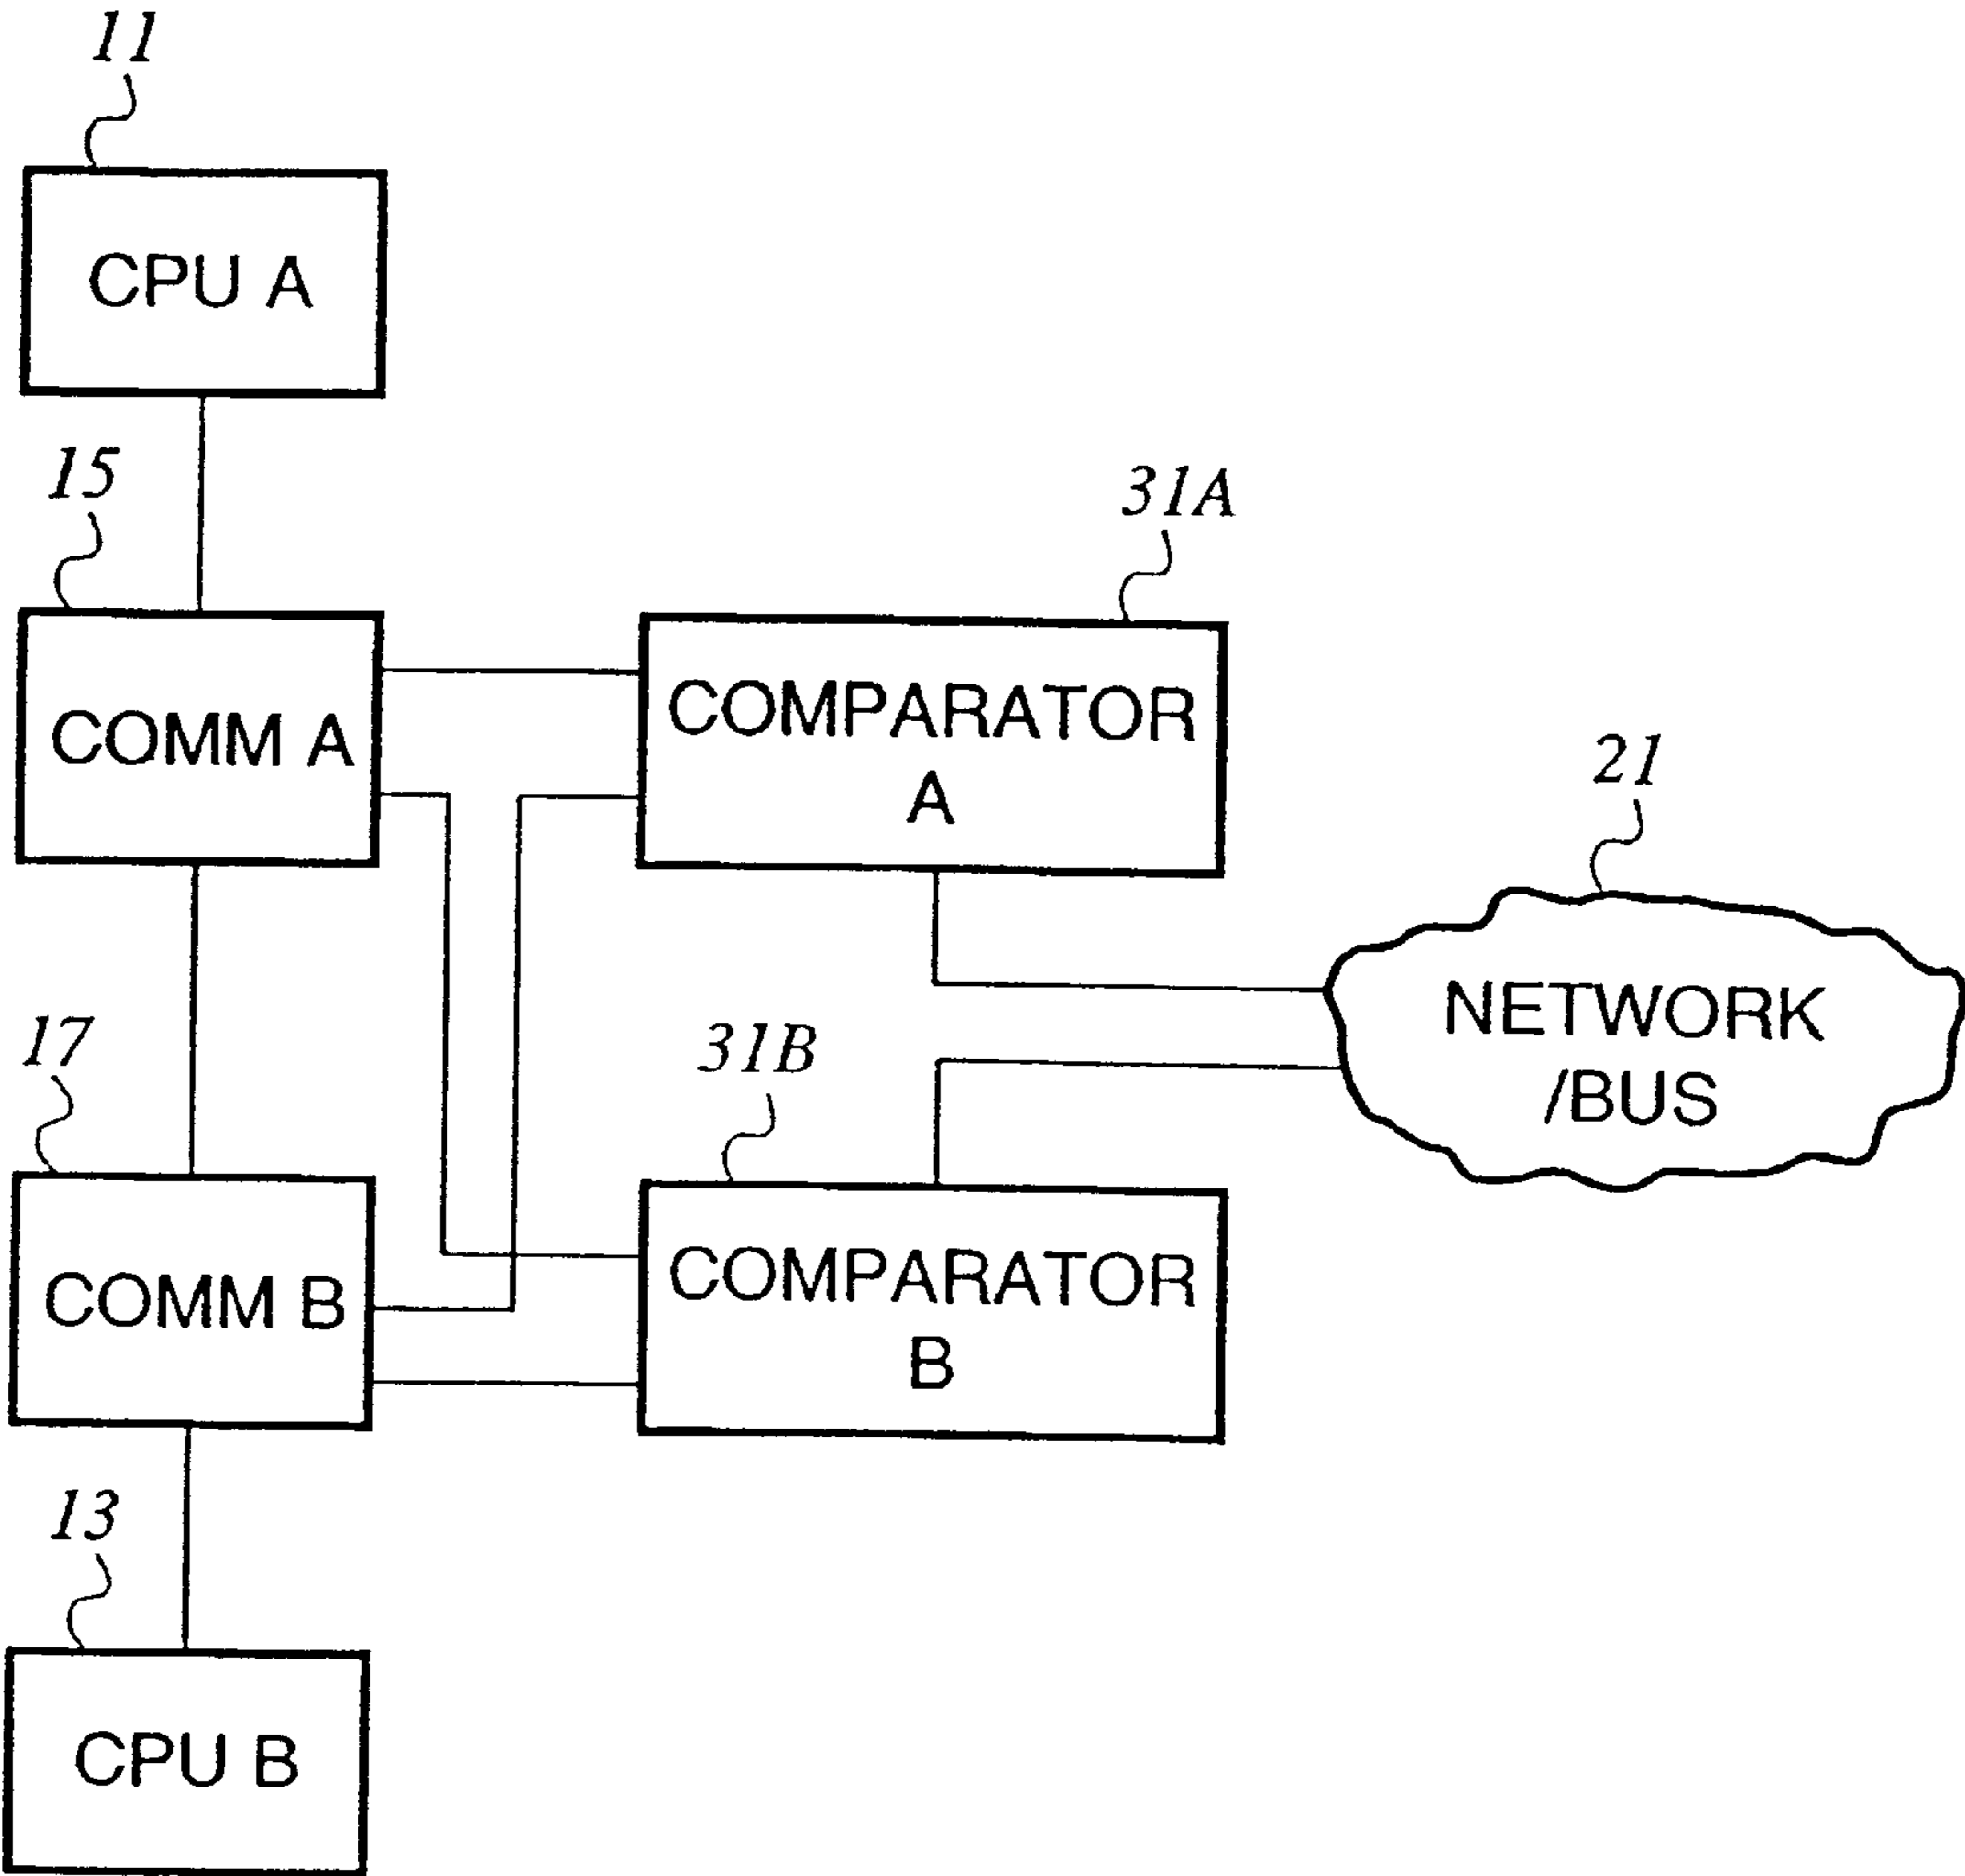 11
CPU A
15
31A
COMM A
COMPARATOR
A
21
NETWORK
/BUS
17
31B
COMM B
COMPARATOR
B
13
CPU B